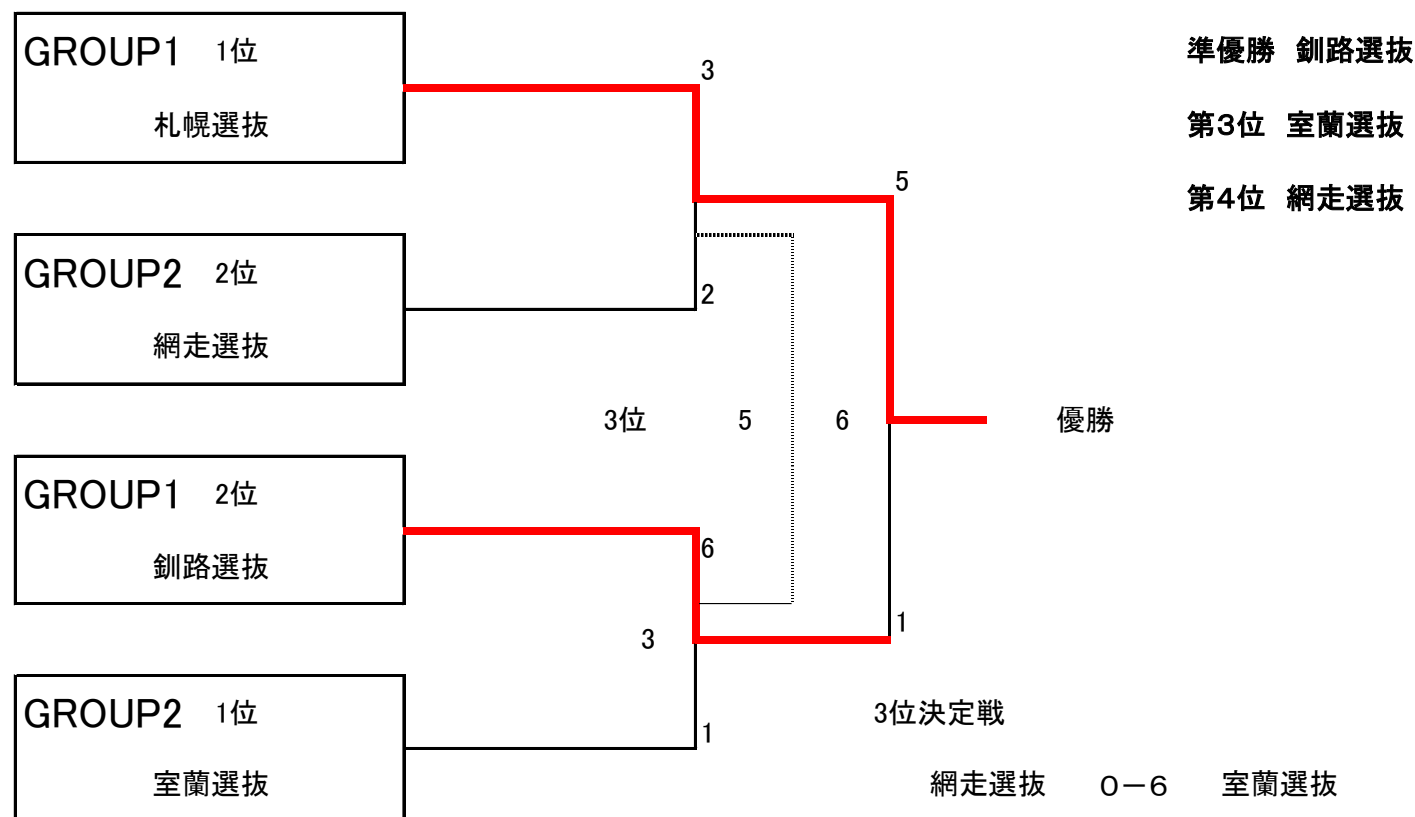 GROUP1 1位
準優勝 釧路選抜
3
札幌選抜
第3位 室蘭選抜
5
第4位 網走選抜
GROUP2 2位
2
網走選抜
3位 5 6 優勝
GROUP1 2位
6
釧路選抜
1
3
GROUP2 1位
3位決定戦
1
室蘭選抜
網走選抜 0－6 室蘭選抜